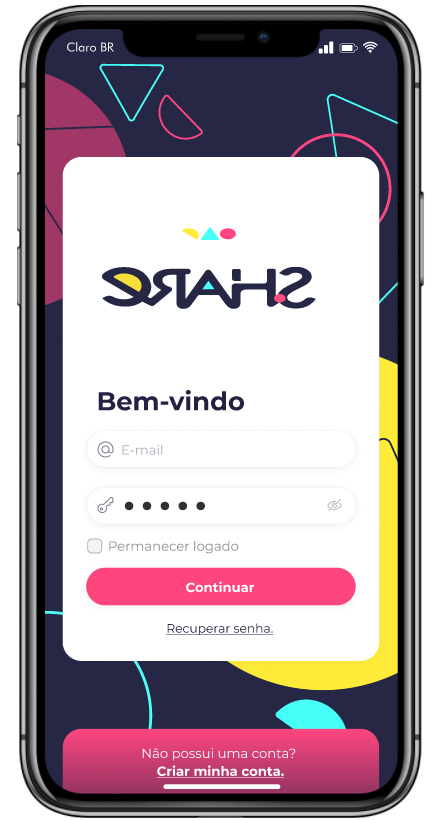 Claro BR
SHARE
Bem-vindo
E-mail
Permanecer logado
Continuar
Recuperar senha.
Não possui uma conta?
Criar minha conta.